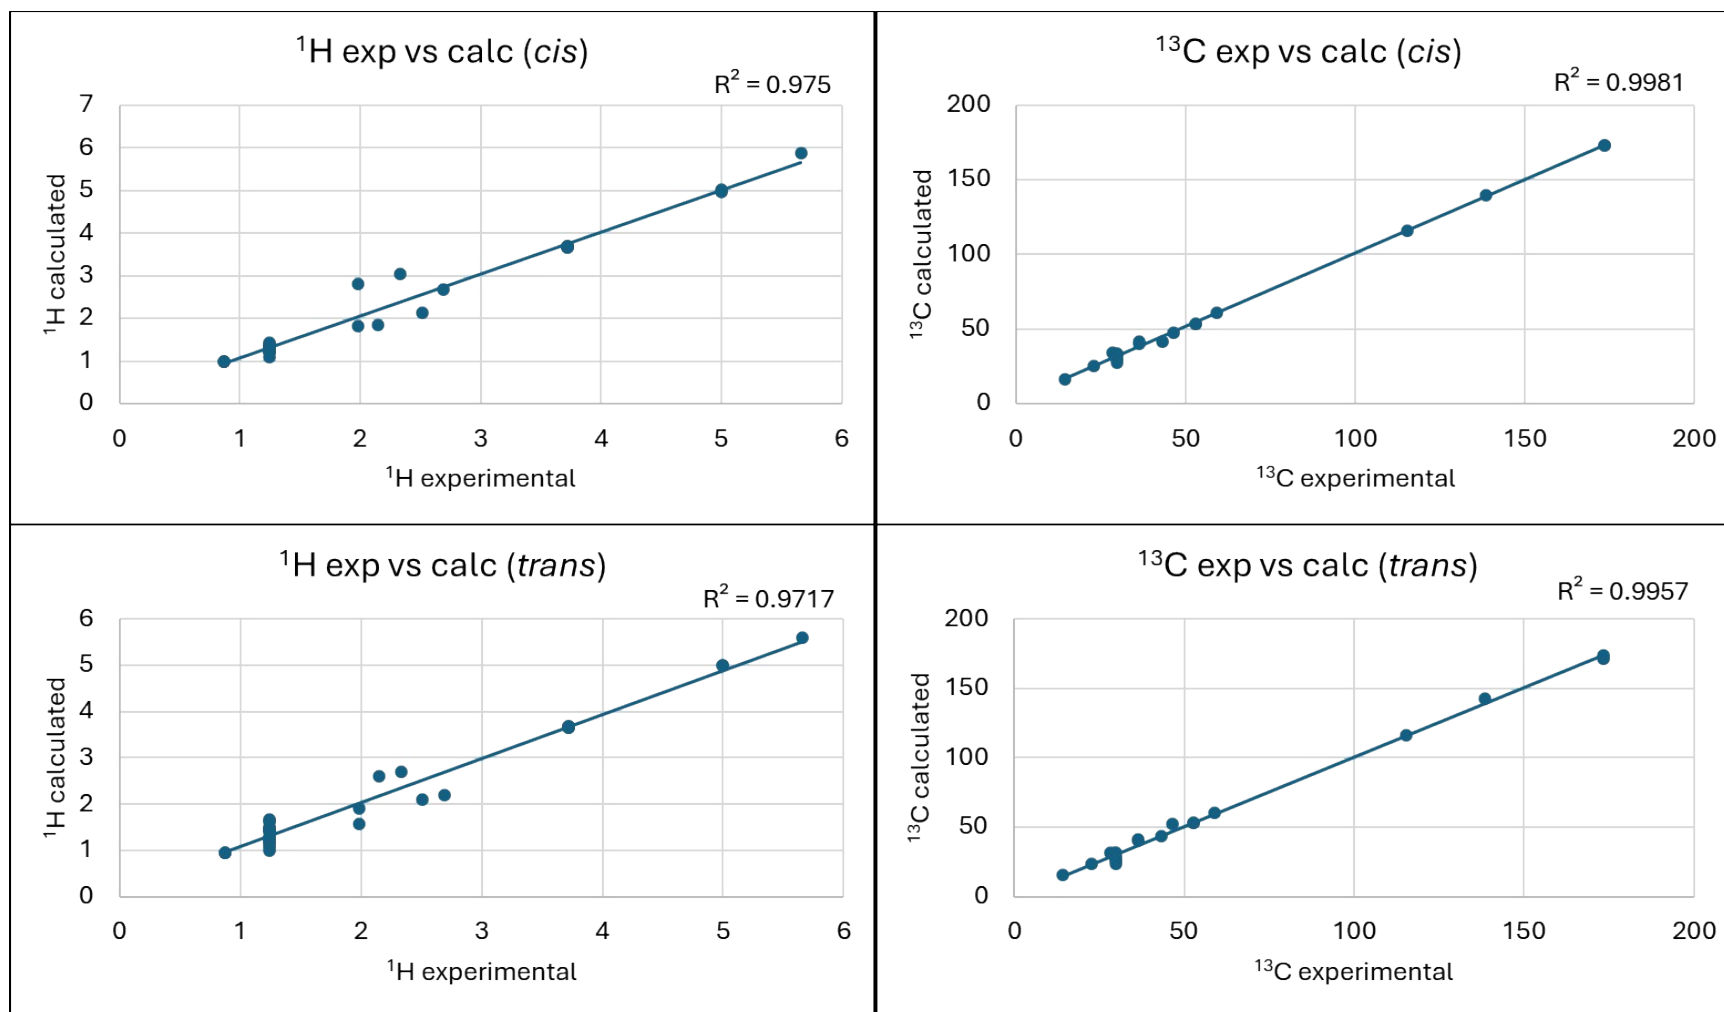 ¹H exp vs calc (cis)
R² = 0.975
7
6
5
4
3
2
1
0
¹H calculated
0 1 2 3 4 5 6
¹H experimental
¹³C exp vs calc (cis)
R² = 0.9981
200
150
100
50
0
¹³C calculated
0 50 100 150 200
¹³C experimental
¹H exp vs calc (trans)
R² = 0.9717
6
5
4
3
2
1
0
¹H calculated
0 1 2 3 4 5 6
¹H experimental
¹³C exp vs calc (trans)
R² = 0.9957
200
150
100
50
0
¹³C calculated
0 50 100 150 200
¹³C experimental